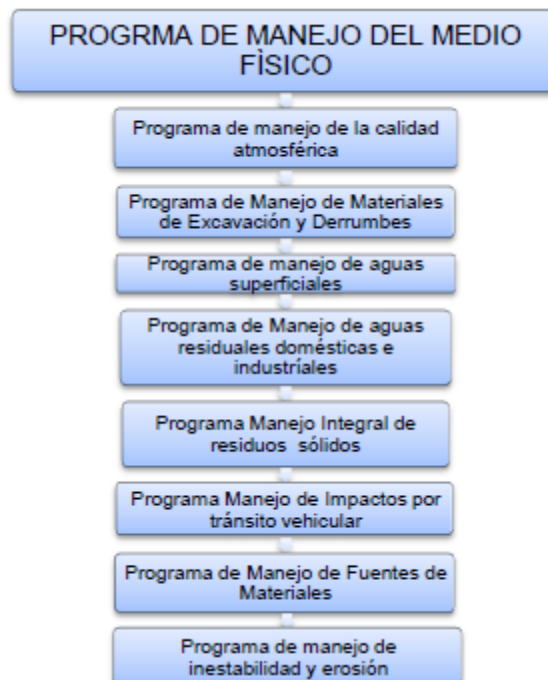 PROGRMA DE MANEJO DEL MEDIO
FÌSICO
Programa de manejo de la calidad
atmosférica
Programa de Manejo de Materiales
de Excavación y Derrumbes
Programa de manejo de aguas
superficiales
Programa de Manejo de aguas
residuales domésticas e
industríales
Programa Manejo Integral de
residuos sólidos
Programa Manejo de Impactos por
tránsito vehicular
Programa de Manejo de Fuentes de
Materiales
Programa de manejo de
inestabilidad y erosión